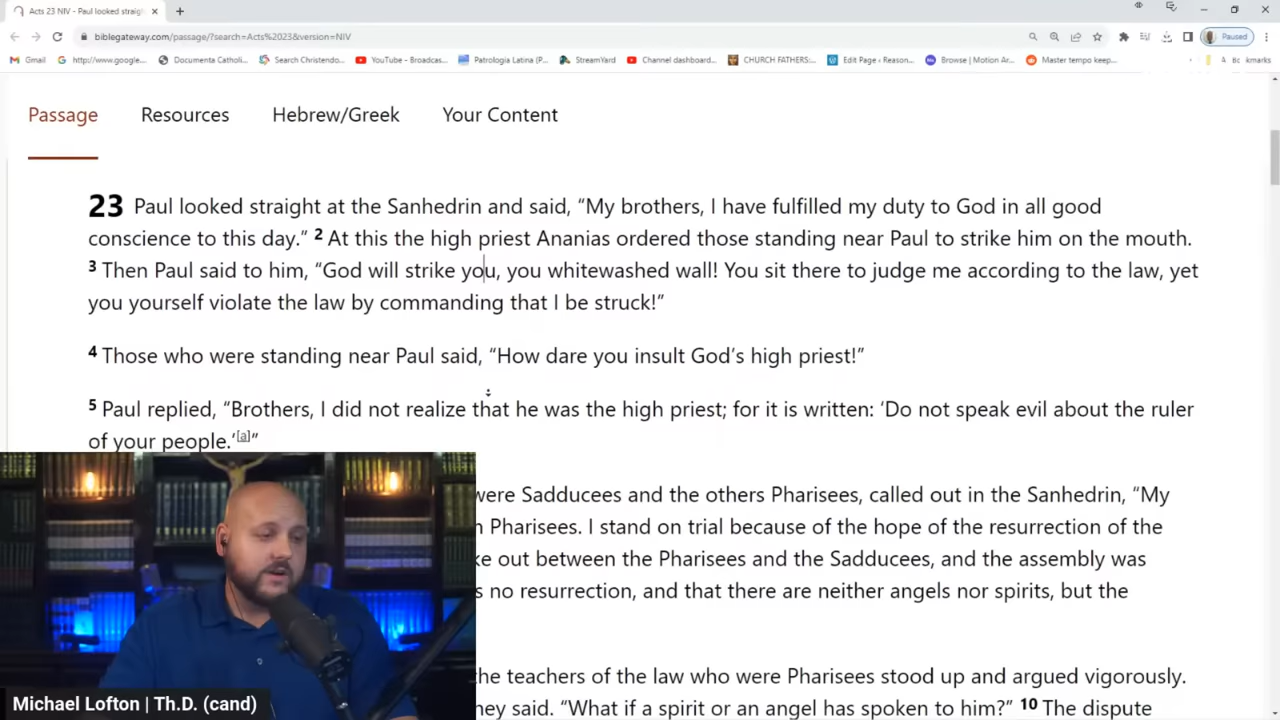 Acts 23 NIV - Paul looked straigh
biblegateway.com/passage/?search=Acts%2023&version=NIV
Paused
Gmail
http://www.google...
Documenta Catholi...
Search Christendo...
YouTube - Broadcas...
Patrologia Latina (P...
StreamYard
Channel dashboard...
CHURCH FATHERS:...
Edit Page - Reason...
Browse | Motion Ar...
Master tempo keep...
Passage
Resources
Hebrew/Greek
Your Content
23 Paul looked straight at the Sanhedrin and said, “My brothers, I have fulfilled my duty to God in all good
conscience to this day.” 2 At this the high priest Ananias ordered those standing near Paul to strike him on the mouth.
3 Then Paul said to him, “God will strike you, you whitewashed wall! You sit there to judge me according to the law, yet
you yourself violate the law by commanding that I be struck!”
4 Those who were standing near Paul said, “How dare you insult God’s high priest!”
5 Paul replied, “Brothers, I did not realize that he was the high priest; for it is written: ‘Do not speak evil about the ruler
of your people.’[a]”
were Sadducees and the others Pharisees, called out in the Sanhedrin, “My
Pharisees. I stand on trial because of the hope of the resurrection of the
out between the Pharisees and the Sadducees, and the assembly was
no resurrection, and that there are neither angels nor spirits, but the
the teachers of the law who were Pharisees stood up and argued vigorously.
said. “What if a spirit or an angel has spoken to him?” 10 The dispute
Michael Lofton | Th.D. (cand)